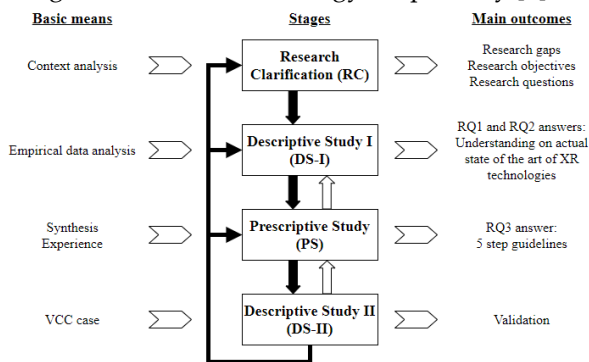 Basic means
Stages
Main outcomes
Context analysis
Research
Clarification (RC)
Research gaps
Research objectives
Research questions
Empirical data analysis
Descriptive Study I
(DS-I)
RQ1 and RQ2 answers:
Understanding on actual
state of the art of XR
technologies
Synthesis
Experience
Prescriptive Study
(PS)
RQ3 answer:
5 step guidelines
VCC case
Descriptive Study II
(DS-II)
Validation